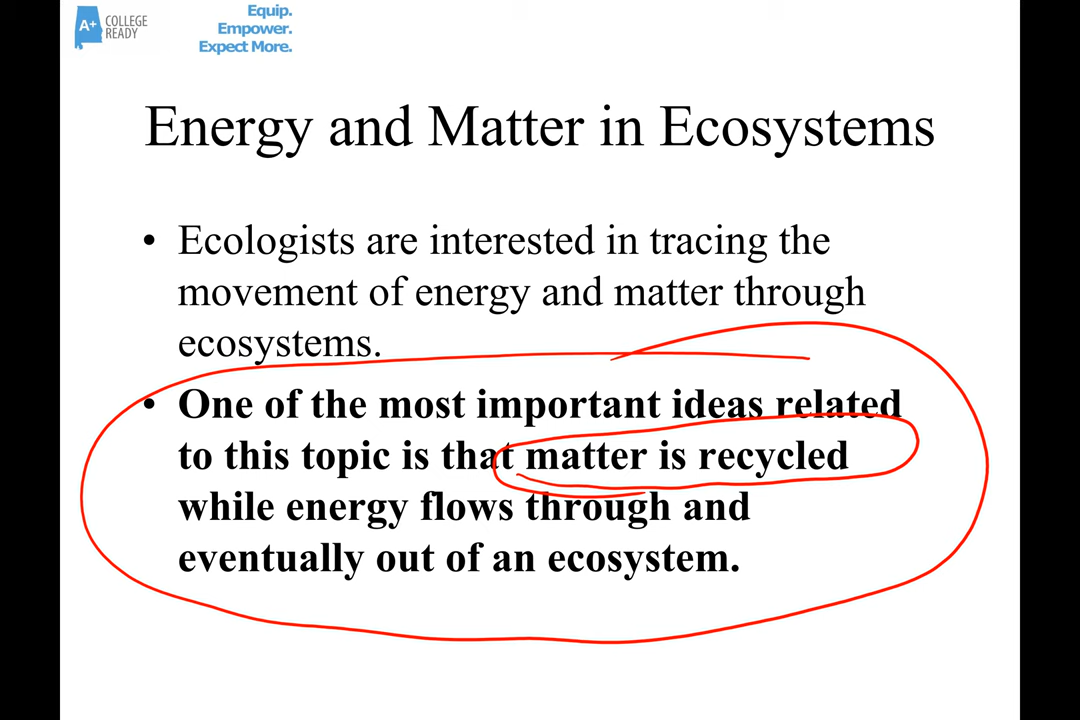 A+ COLLEGE
READY
Equip.
Empower.
Expect More.
Energy and Matter in Ecosystems
• Ecologists are interested in tracing the
movement of energy and matter through
ecosystems.
• One of the most important ideas related
to this topic is that matter is recycled
while energy flows through and
eventually out of an ecosystem.